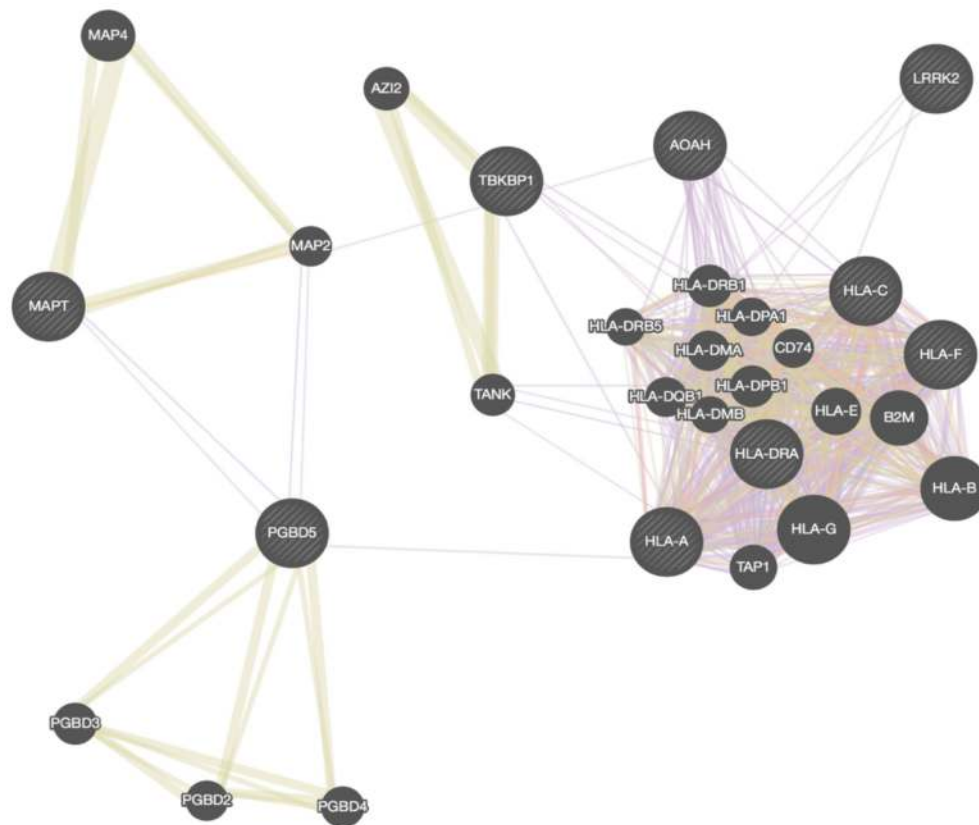 MAP4
LRRK2
AZI2
AOAH
TBKBP1
MAP2
HLA-DRB1
HLA-C
MAPT
HLA-DPA1
HLA-DRB5
HLA-DMA
CD74
HLA-F
HLA-DPB1
TANK
HLA-DQB1
HLA-DMB
HLA-E
B2M
HLA-DRA
HLA-B
PGBD5
HLA-G
HLA-A
TAP1
PGBD3
PGBD2
PGBD4